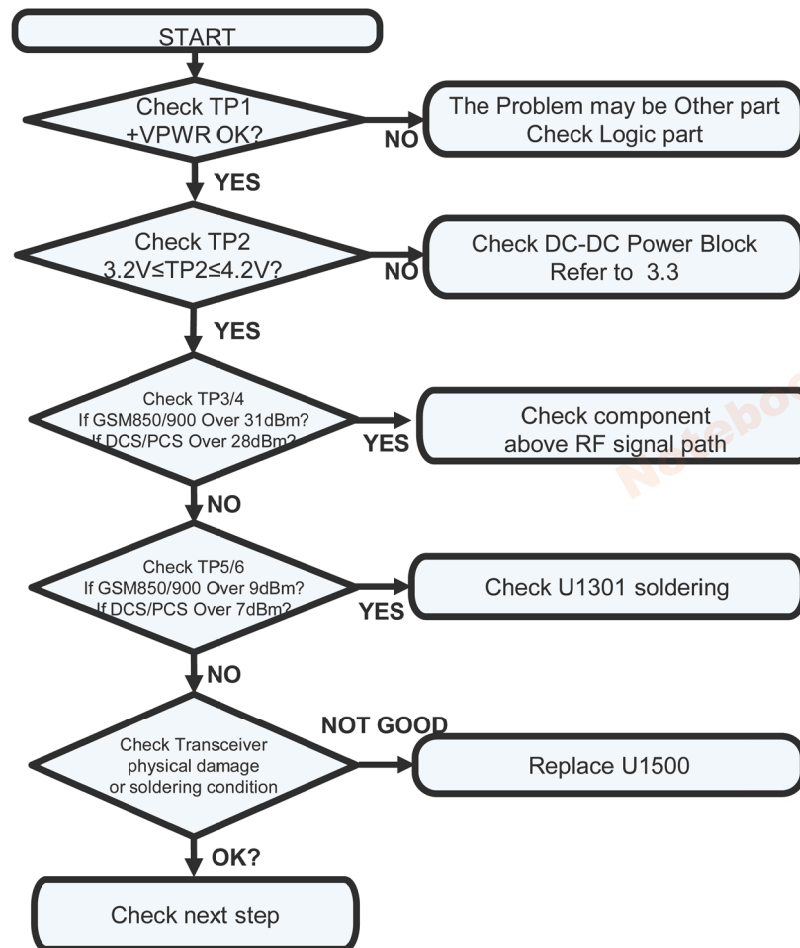 START
Check TP1
+VPWR OK?
NO
The Problem may be Other part
Check Logic part
YES
Check TP2
3.2V≤TP2≤4.2V?
NO
Check DC-DC Power Block
Refer to 3.3
YES
Check TP3/4
If GSM850/900 Over 31dBm?
If DCS/PCS Over 28dBm?
YES
Check component
above RF signal path
NO
Check TP5/6
If GSM850/900 Over 9dBm?
If DCS/PCS Over 7dBm?
YES
Check U1301 soldering
NO
Check Transceiver
physical damage
or soldering condition
NOT GOOD
Replace U1500
OK?
Check next step